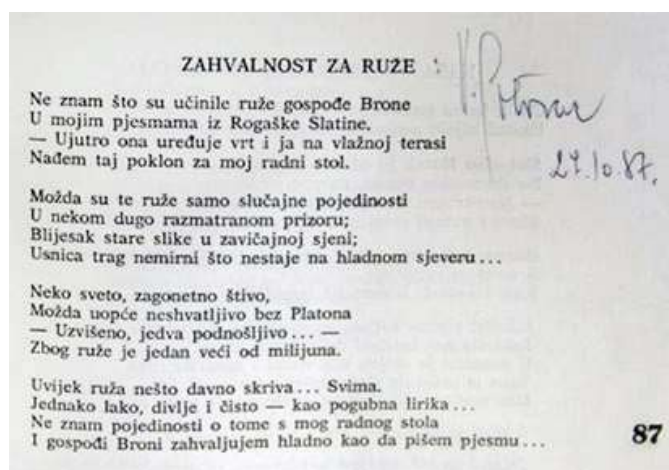 ZAHVALNOST ZA RUŽE :
Ne znam što su učinile ruže gospođe Brone
U mojim pjesmama iz Rogaške Slatine.
— Ujutro ona uređuje vrt i ja na vlažnoj terasi
Nađem taj poklon za moj radni stol.
27.10.87.
Možda su te ruže samo slučajne pojedinosti
U nekom dugo razmatranom prizoru;
Blijesak stare slike u zavičajnoj sjeni;
Usnica trag nemirni što nestaje na hladnom sjeveru...
Neko sveto, zagonetno štivo,
Možda uopće neshvatljivo bez Platona
— Uzvišeno, jedva podnošljivo... —
Zbog ruže je jedan veći od milijuna.
Uvijek ruža nešto davno skriva... Svima.
Jednako lako, divlje i čisto — kao pogubna lirika...
Ne znam pojedinosti o tome s mog radnog stola
I gospođi Broni zahvaljujem hladno kao da pišem pjesmu...
87